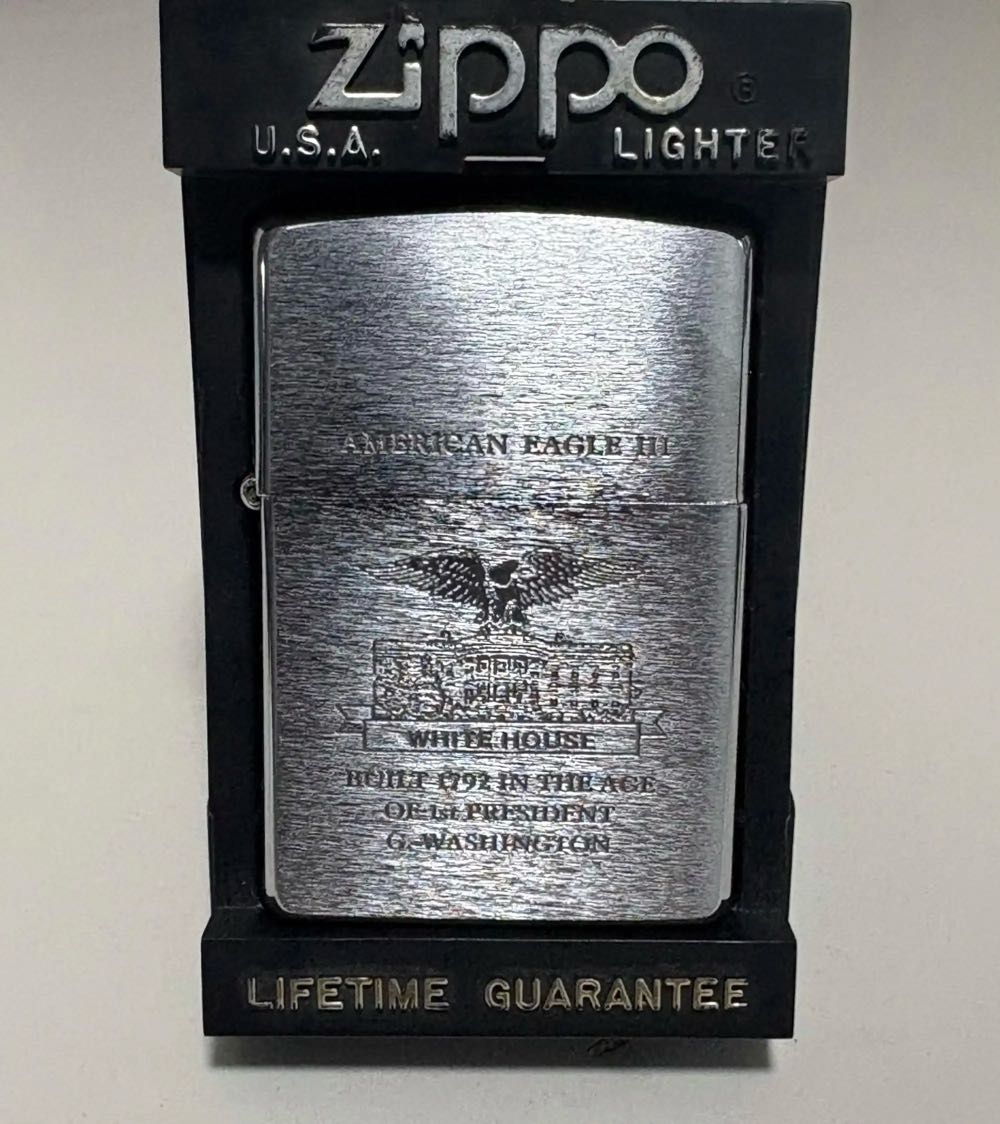 Zippo ®
U.S.A. LIGHTER
AMERICAN EAGLE III
WHITE HOUSE
BUILT 1792 IN THE AGE
OF 1st PRESIDENT
G. WASHINGTON
LIFETIME GUARANTEE